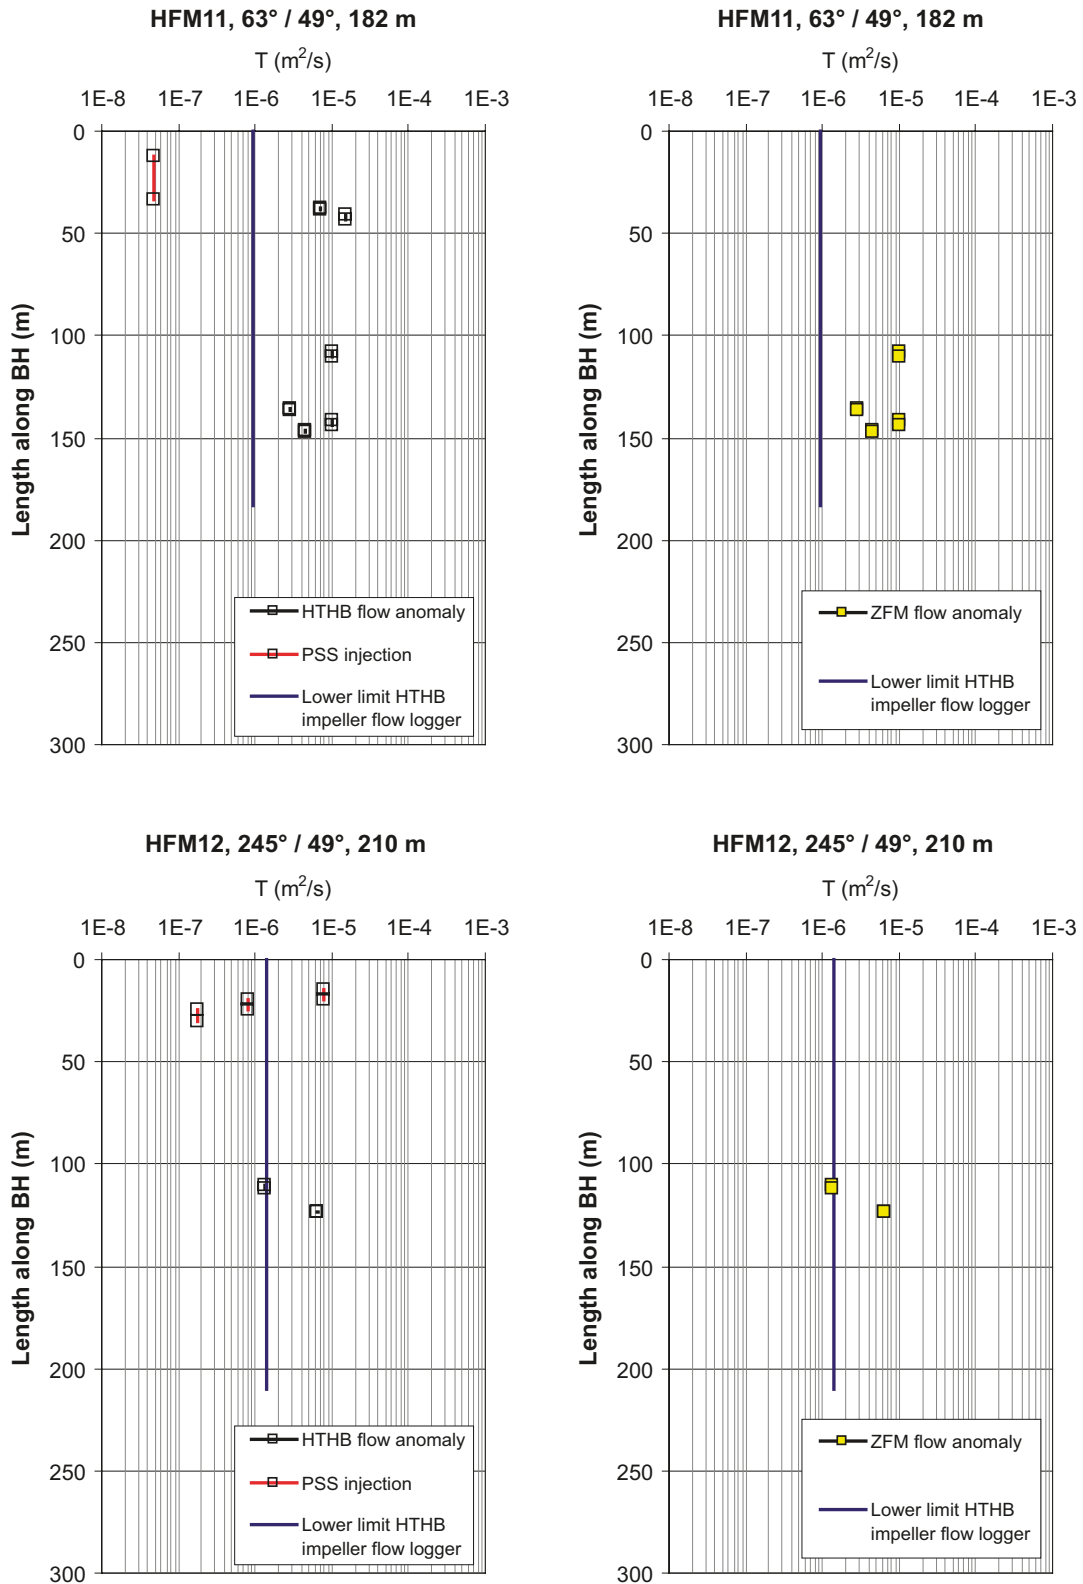 HFM11, 63° / 49°, 182 m
T (m²/s)
1E-8 1E-7 1E-6 1E-5 1E-4 1E-3
0
50
100
150
200
250
300
Length along BH (m)
HTHB flow anomaly
PSS injection
Lower limit HTHB
impeller flow logger
HFM11, 63° / 49°, 182 m
T (m²/s)
1E-8 1E-7 1E-6 1E-5 1E-4 1E-3
0
50
100
150
200
250
300
Length along BH (m)
ZFM flow anomaly
Lower limit HTHB
impeller flow logger
HFM12, 245° / 49°, 210 m
T (m²/s)
1E-8 1E-7 1E-6 1E-5 1E-4 1E-3
0
50
100
150
200
250
300
Length along BH (m)
HTHB flow anomaly
PSS injection
Lower limit HTHB
impeller flow logger
HFM12, 245° / 49°, 210 m
T (m²/s)
1E-8 1E-7 1E-6 1E-5 1E-4 1E-3
0
50
100
150
200
250
300
Length along BH (m)
ZFM flow anomaly
Lower limit HTHB
impeller flow logger